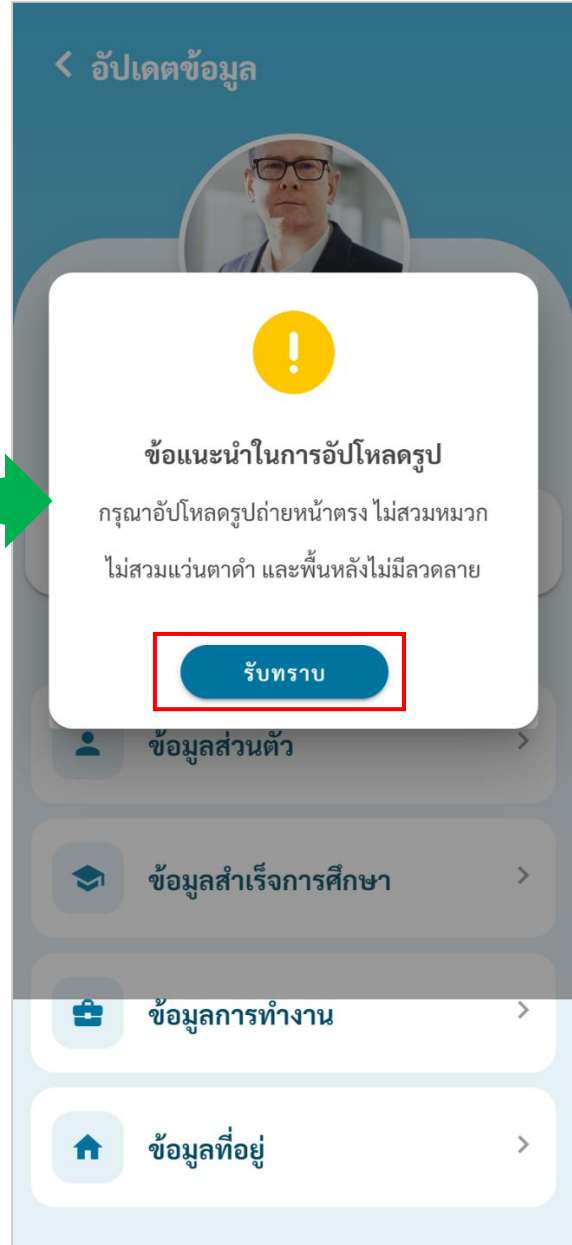 อัปเดตข้อมูล
ข้อแนะนำในการอัปโหลดรูป
กรุณาอัปโหลดรูปถ่ายหน้าตรง ไม่สวมหมวก
ไม่สวมแว่นตาดำ และพื้นหลังไม่มีลวดลาย
รับทราบ
ข้อมูลส่วนตัว
ข้อมูลสำเร็จการศึกษา
ข้อมูลการทำงาน
ข้อมูลที่อยู่